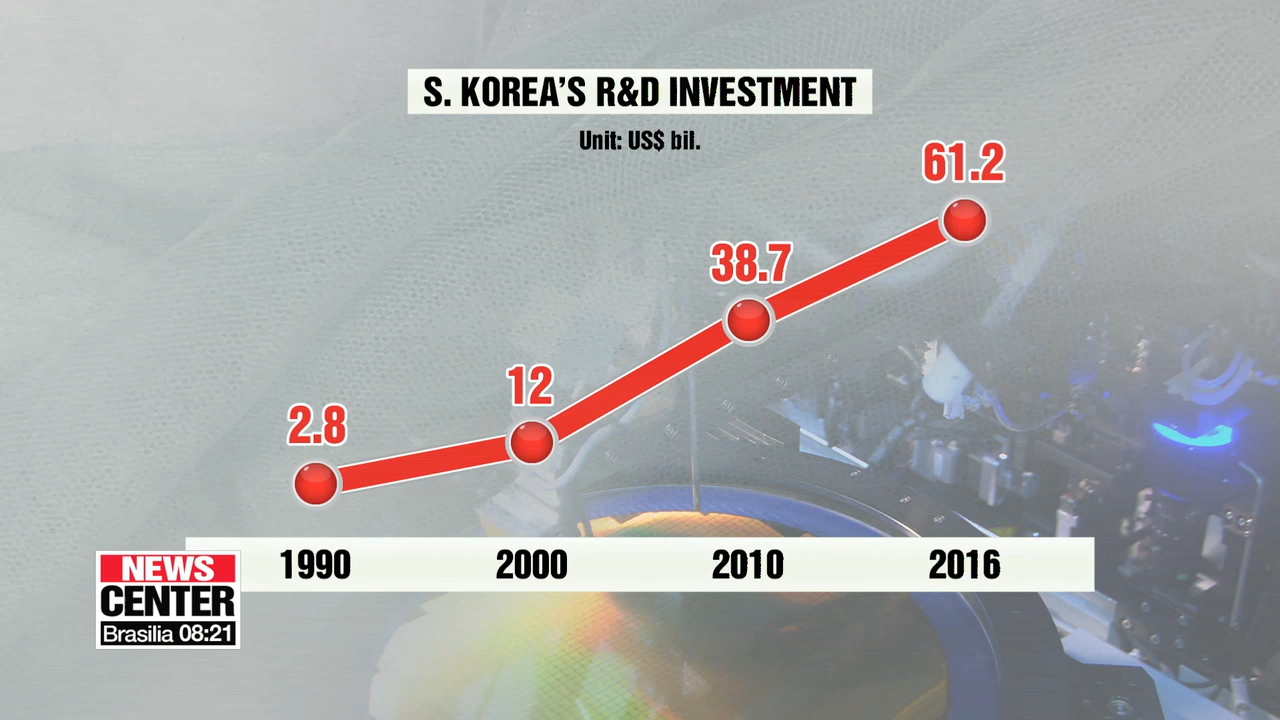 S. KOREA'S R&D INVESTMENT
Unit: US$ bil.
61.2
38.7
12
2.8
1990 2000 2010 2016
NEWS
CENTER
Brasilia 08:21